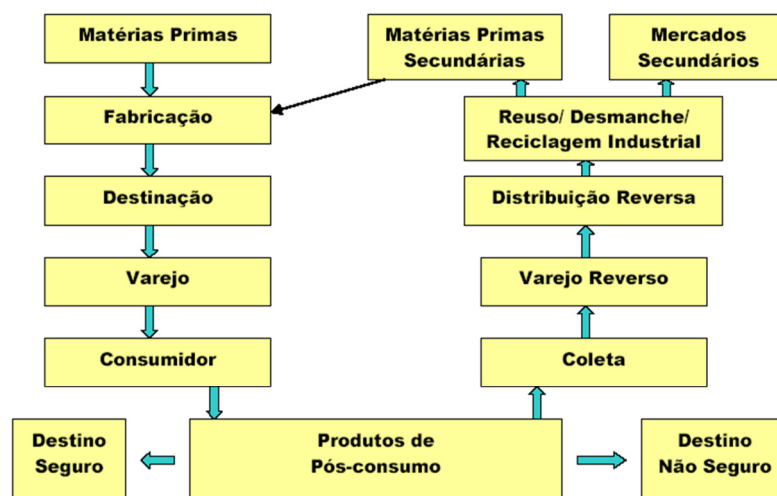 Matérias Primas
Matérias Primas
Secundárias
Mercados
Secundários
Fabricação
Reuso/ Desmanche/
Reciclagem Industrial
Destinação
Distribuição Reversa
Varejo
Varejo Reverso
Consumidor
Coleta
Destino
Seguro
Produtos de
Pós-consumo
Destino
Não Seguro